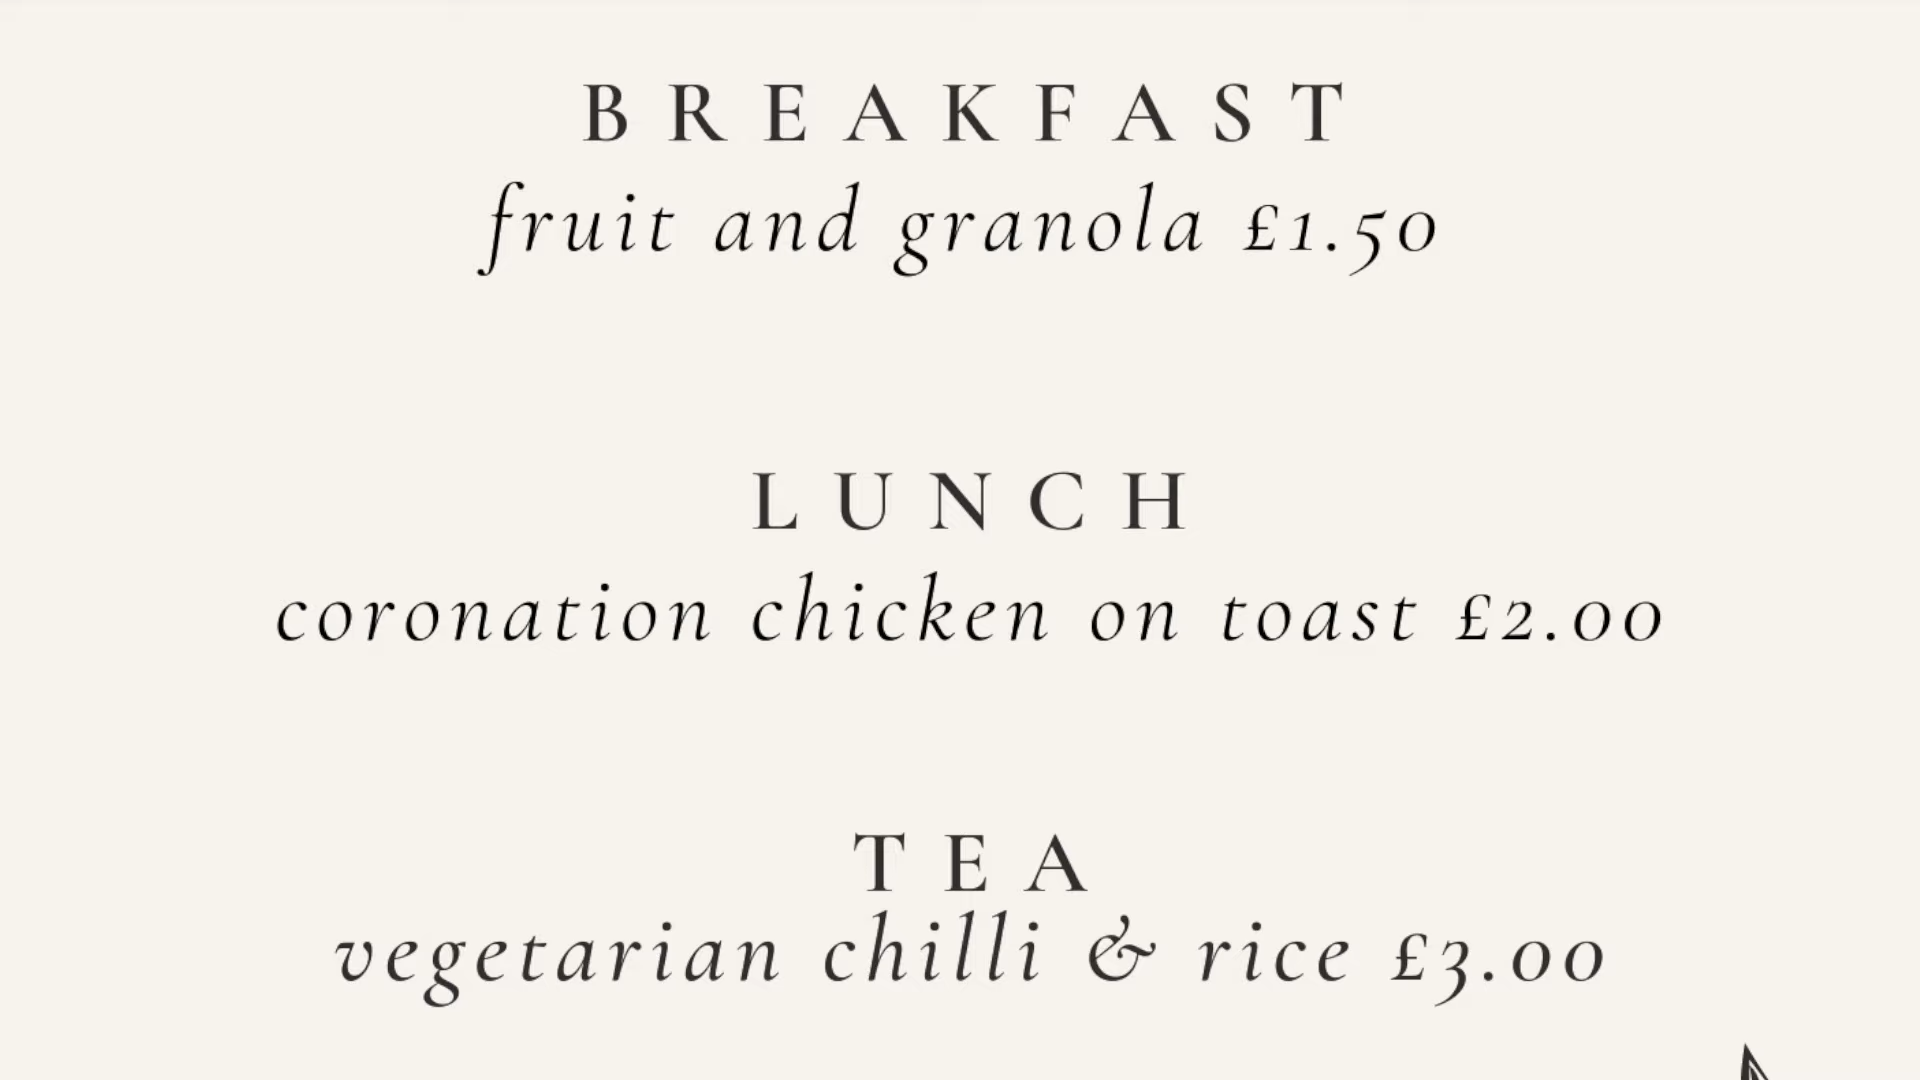 BREAKFAST
fruit and granola £1.50
LUNCH
coronation chicken on toast £2.00
TEA
vegetarian chilli & rice £3.00